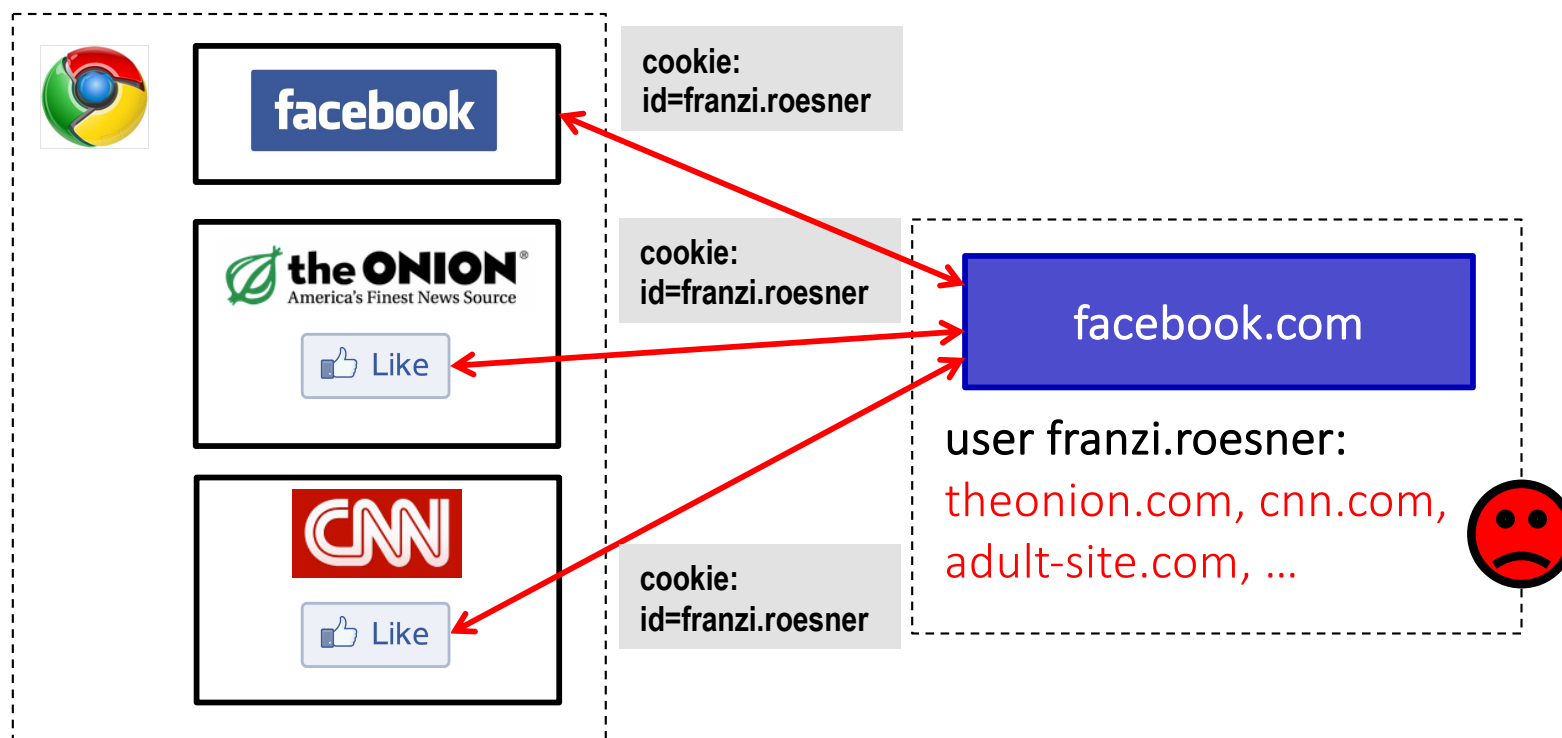 facebook
cookie:
id=franzi.roesner
the ONION®
America's Finest News Source
Like
cookie:
id=franzi.roesner
facebook.com
user franzi.roesner:
theonion.com, cnn.com,
adult-site.com, ...
CNN
Like
cookie:
id=franzi.roesner